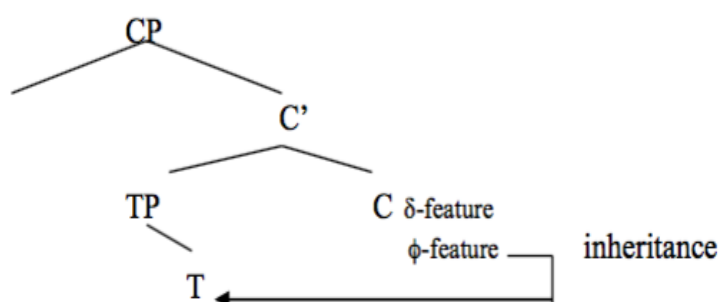 CP
C’
TP C δ-feature
ϕ-feature inheritance
T